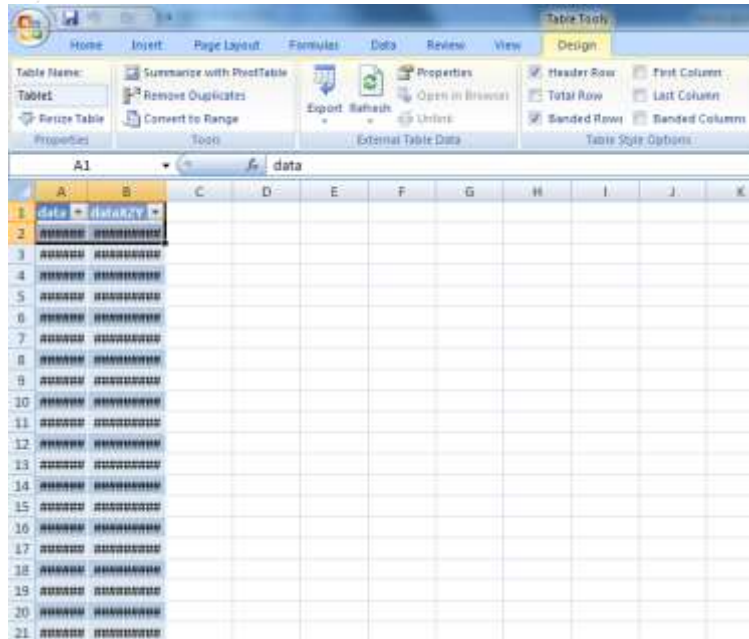 Table Tools
Home Insert Page Layout Formulas Data Review View Design
Table Name: Summarize with PivotTable Properties Header Row First Column
Table1 Remove Duplicates Export Refresh Open in Browser Total Row Last Column
Resize Table Convert to Range Unlink Banded Rows Banded Columns
Properties Tools External Table Data Table Style Options
A1 fx data
A B C D E F G H I J K
1 data
2 ###### #########
3 ###### #########
4 ###### #########
5 ###### #########
6 ###### #########
7 ###### #########
8 ###### #########
9 ###### #########
10 ###### #########
11 ###### #########
12 ###### #########
13 ###### #########
14 ###### #########
15 ###### #########
16 ###### #########
17 ###### #########
18 ###### #########
19 ###### #########
20 ###### #########
21 ###### #########